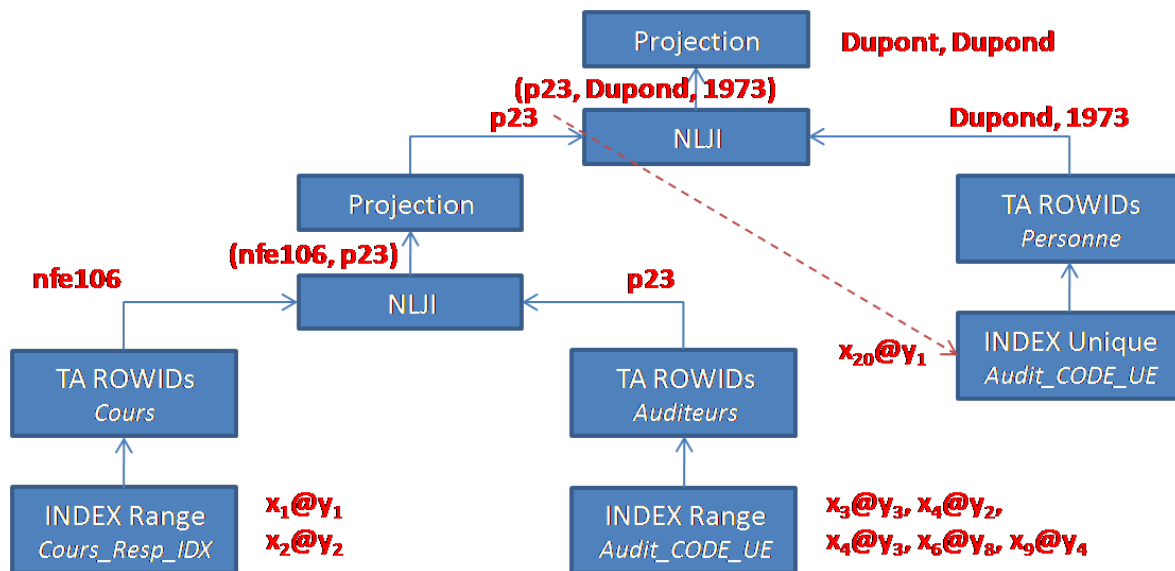 Projection
Dupont, Dupond
(p23, Dupond, 1973)
p23
NLJI
Dupond, 1973
Projection
TA ROWIDs
Personne
(nfe106, p23)
nfe106
NLJI
p23
x₂₀@y₁
INDEX Unique
Audit_CODE_UE
TA ROWIDs
Cours
TA ROWIDs
Auditeurs
INDEX Range
Cours_Resp_IDX
x₁@y₁
x₂@y₂
INDEX Range
Audit_CODE_UE
x₃@y₃, x₄@y₂,
x₄@y₃, x₆@y₈, x₉@y₄